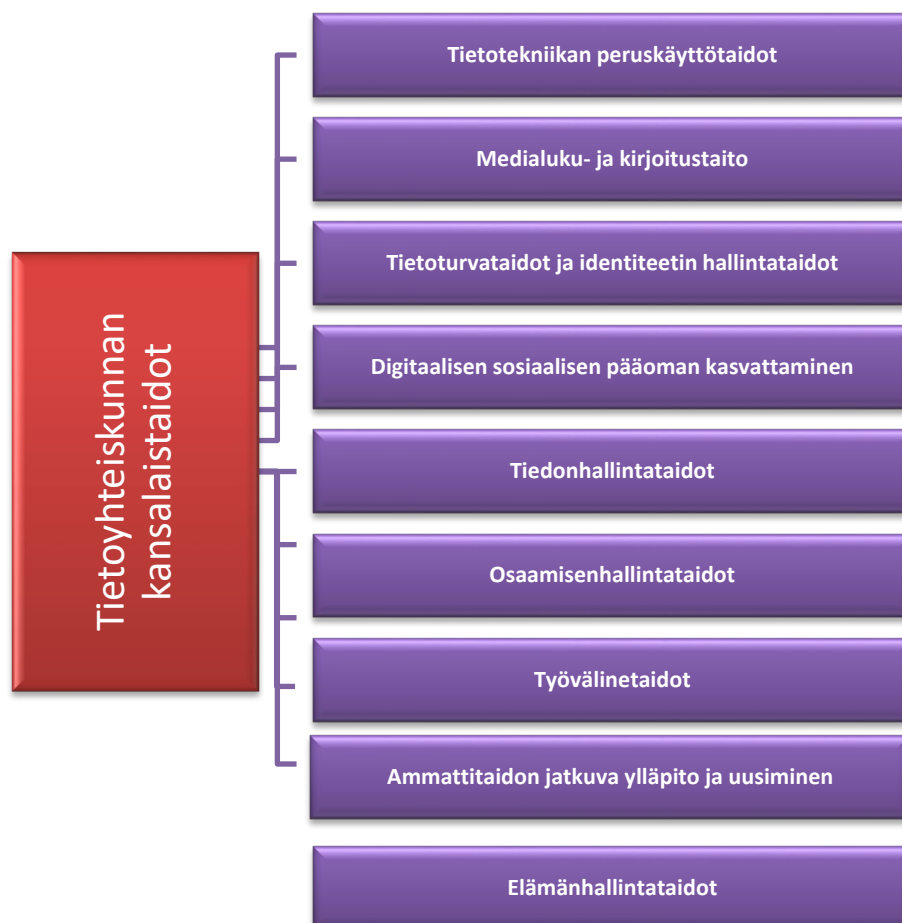 Tietoyhteiskunnan
kansalaistaidot
Tietotekniikan peruskäyttötaidot
Medialuku- ja kirjoitustaito
Tietoturvataidot ja identiteetin hallintataidot
Digitaalisen sosiaalisen pääoman kasvattaminen
Tiedonhallintataidot
Osaamisenhallintataidot
Työvälinetaidot
Ammattitaidon jatkuva ylläpito ja uusiminen
Elämänhallintataidot